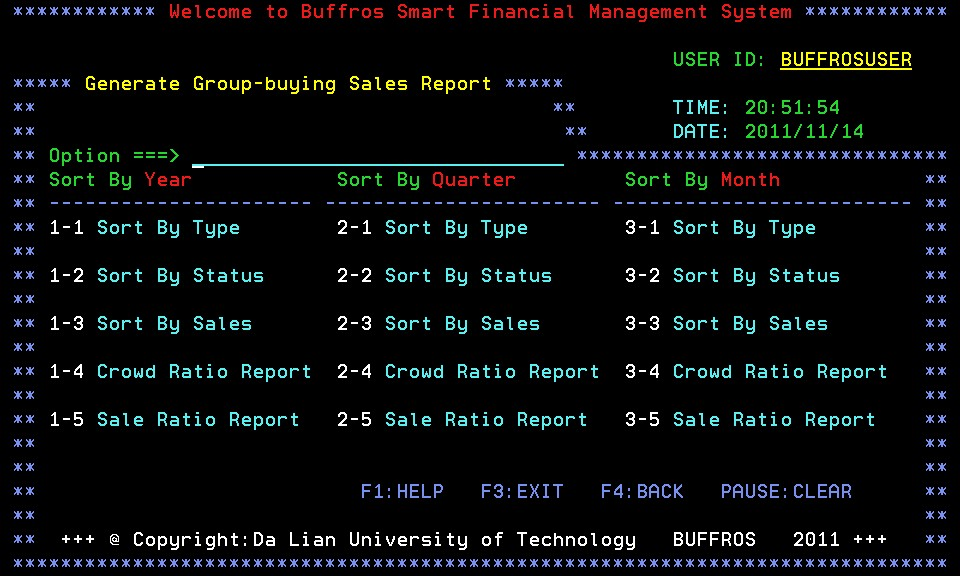 ************ Welcome to Buffros Smart Financial Management System ************
USER ID: BUFFROSUSER
***** Generate Group-buying Sales Report *****
** ** TIME: 20:51:54
** ** DATE: 2011/11/14
** Option ===> _______________________________ *******************************
** Sort By Year Sort By Quarter Sort By Month **
** ---------------------- ----------------------- ------------------------- **
** 1-1 Sort By Type 2-1 Sort By Type 3-1 Sort By Type **
** **
** 1-2 Sort By Status 2-2 Sort By Status 3-2 Sort By Status **
** **
** 1-3 Sort By Sales 2-3 Sort By Sales 3-3 Sort By Sales **
** **
** 1-4 Crowd Ratio Report 2-4 Crowd Ratio Report 3-4 Crowd Ratio Report **
** **
** 1-5 Sale Ratio Report 2-5 Sale Ratio Report 3-5 Sale Ratio Report **
** **
** **
** F1:HELP F3:EXIT F4:BACK PAUSE:CLEAR **
** **
** +++ @ Copyright:Da Lian University of Technology BUFFROS 2011 +++ **
******************************************************************************